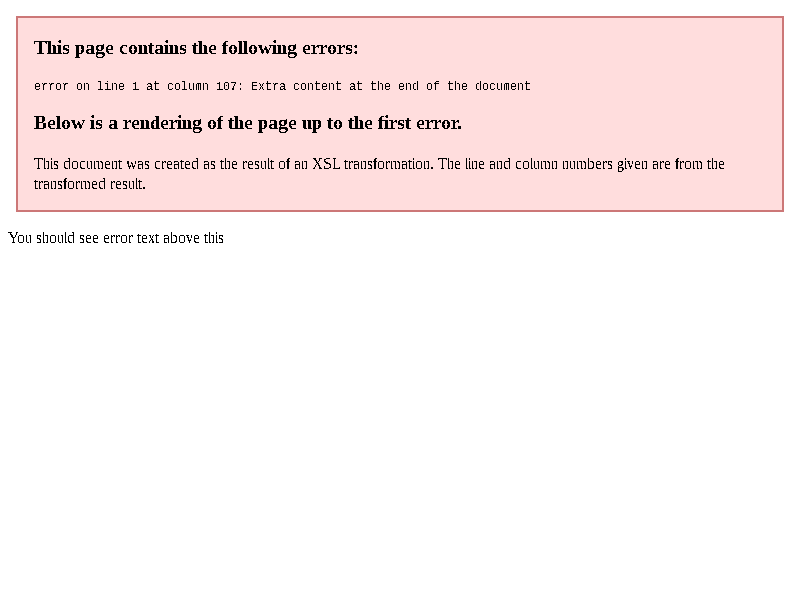 This page contains the following errors:
error on line 1 at column 107: Extra content at the end of the document
Below is a rendering of the page up to the first error.
This document was created as the result of an XSL transformation. The line and column numbers given are from the
transformed result.
You should see error text above this